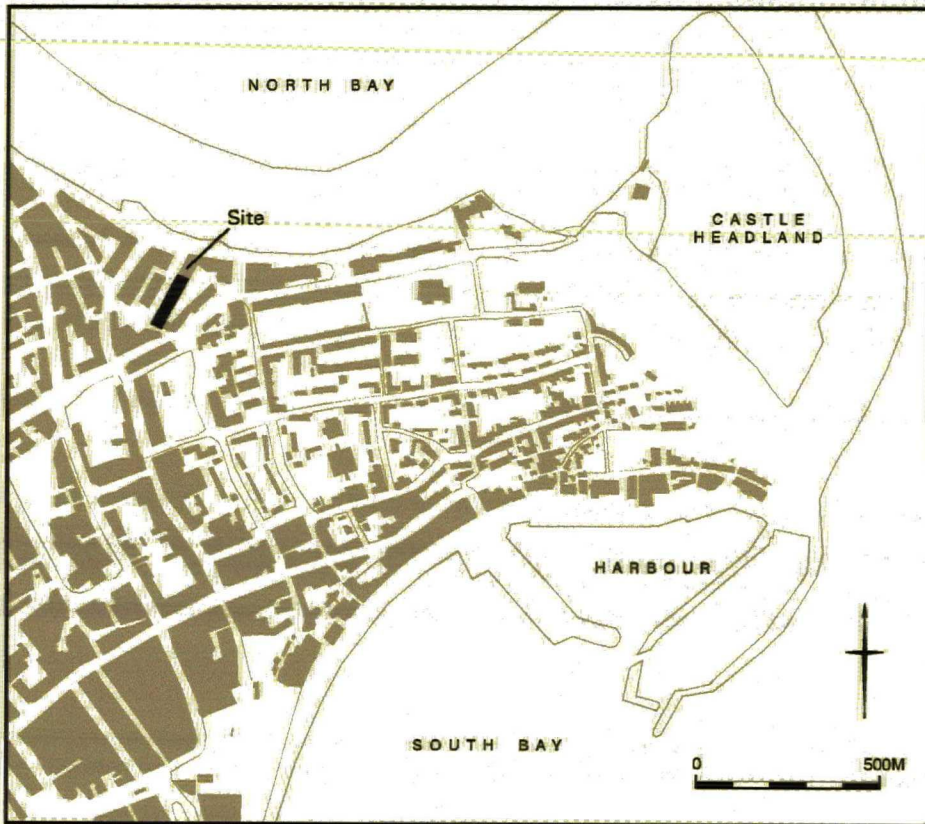 NORTH BAY
Site
CASTLE
HEADLAND
HARBOUR
SOUTH BAY
0 500M